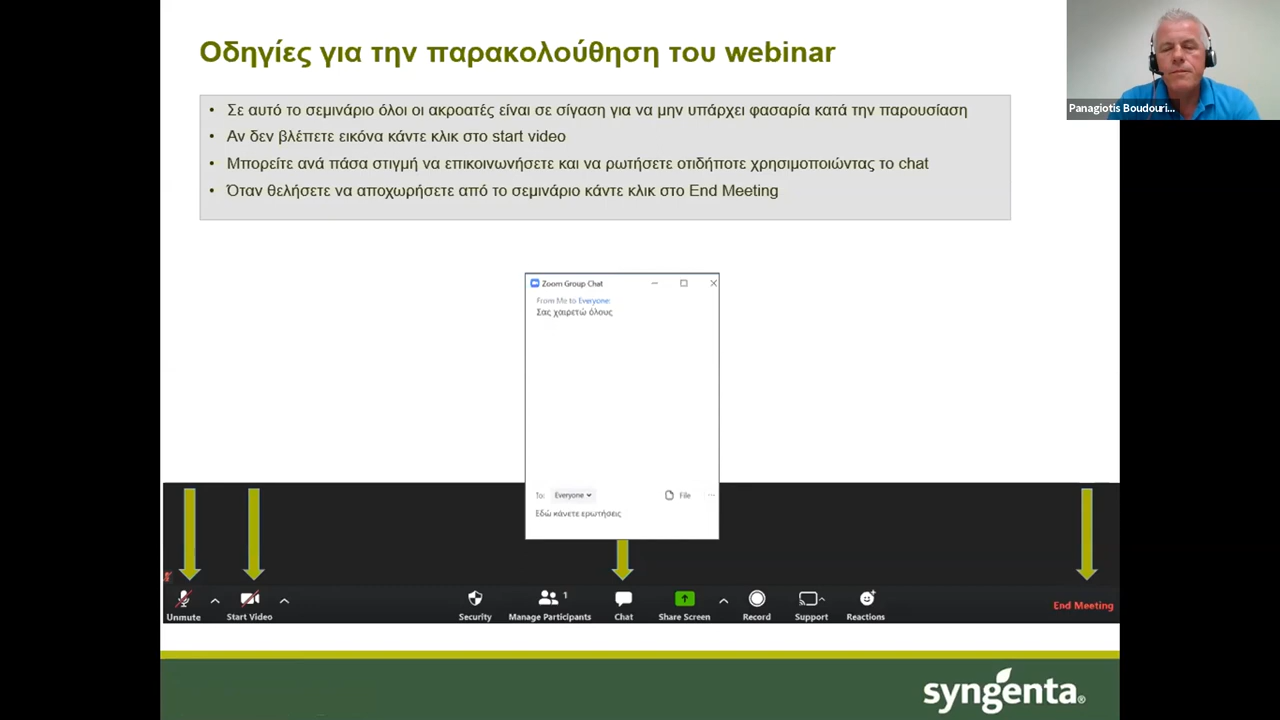 Οδηγίες για την παρακολούθηση του webinar
Panagiotis Boudouri...
• Σε αυτό το σεμινάριο όλοι οι ακροατές είναι σε σίγαση για να μην υπάρχει φασαρία κατά την παρουσίαση
• Αν δεν βλέπετε εικόνα κάντε κλικ στο start video
• Μπορείτε ανά πάσα στιγμή να επικοινωνήσετε και να ρωτήσετε οτιδήποτε χρησιμοποιώντας το chat
• Όταν θελήσετε να αποχωρήσετε από το σεμινάριο κάντε κλικ στο End Meeting
Zoom Group Chat
From Me to Everyone:
Σας χαιρετώ όλους
To: Everyone File ...
Εδώ κάνετε ερωτήσεις
1
Unmute Start Video Security Manage Participants Chat Share Screen Record Support Reactions End Meeting
syngenta®